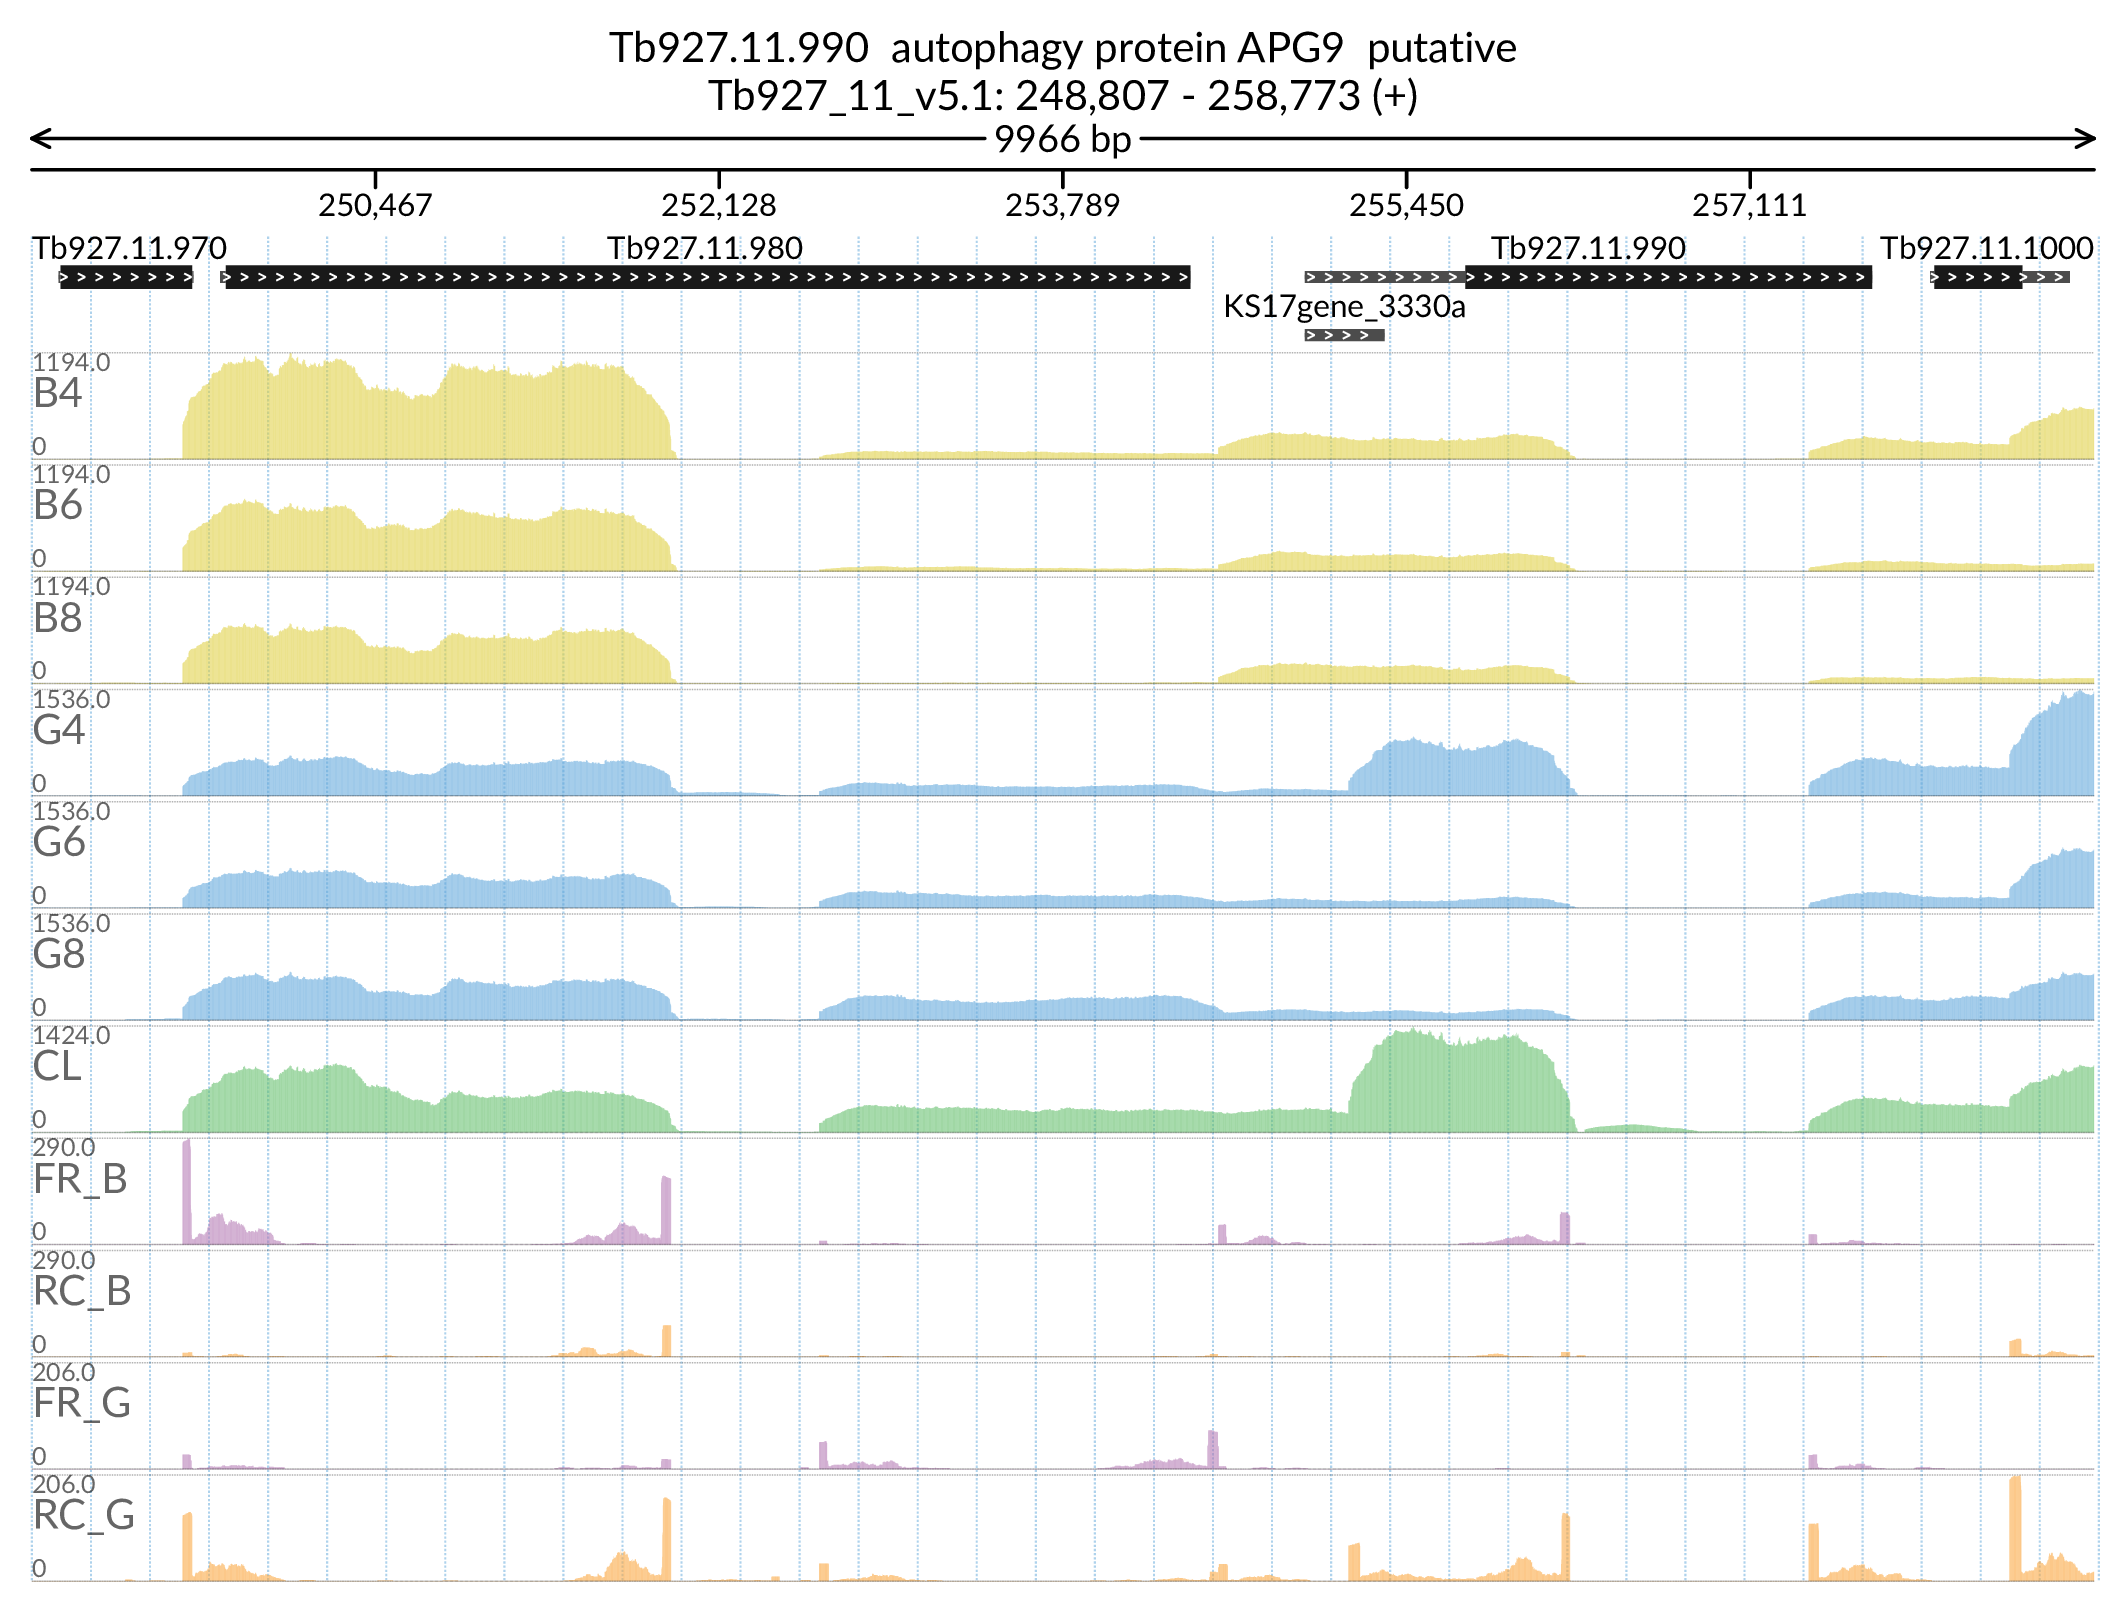 Tb927.11.990 autophagy protein APG9 putative
Tb927_11_v5.1: 248,807 - 258,773 (+)
9966 bp
250,467 252,128 253,789 255,450 257,111
Tb927.11.970 Tb927.11.980 Tb927.11.990 Tb927.11.1000
KS17gene_3330a
1194.0
B4
0
1194.0
B6
0
1194.0
B8
0
1536.0
G4
0
1536.0
G6
0
1536.0
G8
0
1424.0
CL
0
290.0
FR_B
0
290.0
RC_B
0
206.0
FR_G
0
206.0
RC_G
0